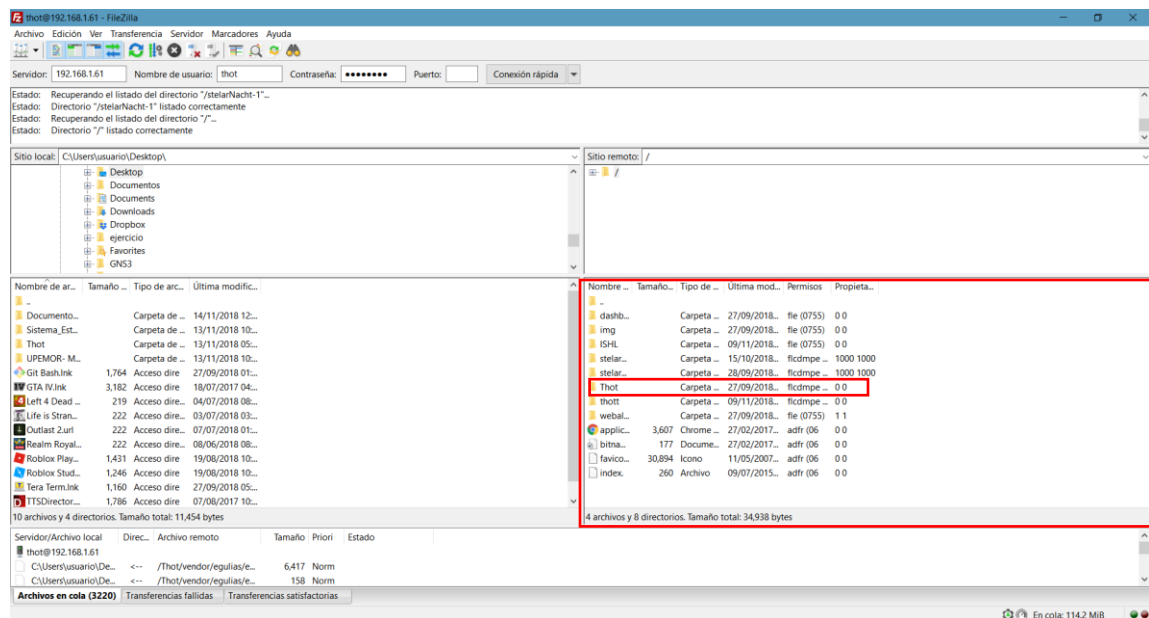 thot@192.168.1.61 - FileZilla
Archivo Edición Ver Transferencia Servidor Marcadores Ayuda
Servidor: 192.168.1.61 Nombre de usuario: thot Contraseña: ●●●●●●●● Puerto: Conexión rápida
Estado: Recuperando el listado del directorio "/stelarNacht-1"...
Estado: Directorio "/stelarNacht-1" listado correctamente
Estado: Recuperando el listado del directorio "/"...
Estado: Directorio "/" listado correctamente
Sitio local: C:\Users\usuario\Desktop\
Desktop
Documentos
Documents
Downloads
Dropbox
ejercicio
Favorites
GNS3
Nombre de ar... Tamaño ... Tipo de arc... Última modific...
..
Documento... Carpeta de ... 14/11/2018 12:...
Sistema_Est... Carpeta de ... 13/11/2018 10:...
Thot Carpeta de ... 13/11/2018 05:...
UPEMOR- M... Carpeta de ... 13/11/2018 10:...
Git Bash.lnk 1,764 Acceso dire 27/09/2018 01:...
GTA IV.lnk 3,182 Acceso dire 18/07/2017 04:...
Left 4 Dead ... 219 Acceso dire... 04/07/2018 08:...
Life is Stran... 222 Acceso dire... 03/07/2018 03:...
Outlast 2.url 222 Acceso dire... 07/07/2018 01:...
Realm Royal... 222 Acceso dire... 08/06/2018 08:...
Roblox Play... 1,431 Acceso dire 19/08/2018 10:...
Roblox Stud... 1,246 Acceso dire 19/08/2018 10:...
Tera Term.lnk 1,160 Acceso dire 27/09/2018 05:...
TTSDirector.... 1,786 Acceso dire 07/08/2017 10:...
10 archivos y 4 directorios. Tamaño total: 11,454 bytes
Sitio remoto: /
/
Nombre ... Tamaño... Tipo de ... Última mod... Permisos Propieta...
..
dashb... Carpeta ... 27/09/2018... fle (0755) 0 0
img Carpeta ... 27/09/2018... fle (0755) 0 0
ISHL Carpeta ... 09/11/2018... fle (0755) 0 0
stelar... Carpeta ... 15/10/2018... flcdmpe ... 1000 1000
stelar... Carpeta ... 28/09/2018... flcdmpe ... 1000 1000
Thot Carpeta ... 27/09/2018... flcdmpe ... 0 0
thott Carpeta ... 09/11/2018... flcdmpe ... 0 0
webal... Carpeta ... 27/09/2018... fle (0755) 1 1
applic... 3,607 Chrome ... 27/02/2017... adfr (06 0 0
bitna... 177 Docume... 27/02/2017... adfr (06 0 0
favico... 30,894 Icono 11/05/2007... adfr (06 0 0
index. 260 Archivo 09/07/2015... adfr (06 0 0
4 archivos y 8 directorios. Tamaño total: 34,938 bytes
Servidor/Archivo local Direc... Archivo remoto Tamaño Priori Estado
thot@192.168.1.61
C:\Users\usuario\De... <-- /Thot/vendor/egulias/e... 6,417 Norm
C:\Users\usuario\De... <-- /Thot/vendor/egulias/e... 158 Norm
Archivos en cola (3220) Transferencias fallidas Transferencias satisfactorias
En cola: 114.2 MiB